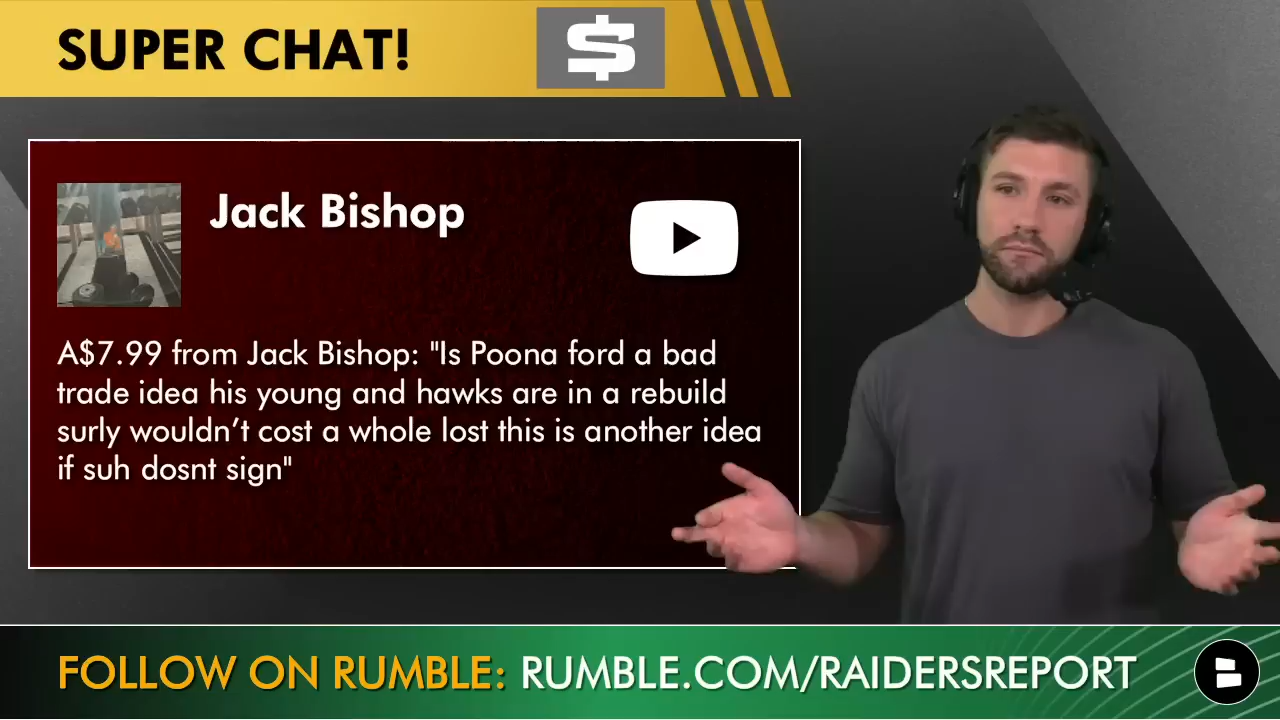 SUPER CHAT!
$
Jack Bishop
A$7.99 from Jack Bishop: "Is Poona ford a bad
trade idea his young and hawks are in a rebuild
surly wouldn’t cost a whole lost this is another idea
if suh dosnt sign"
FOLLOW ON RUMBLE: RUMBLE.COM/RAIDERSREPORT